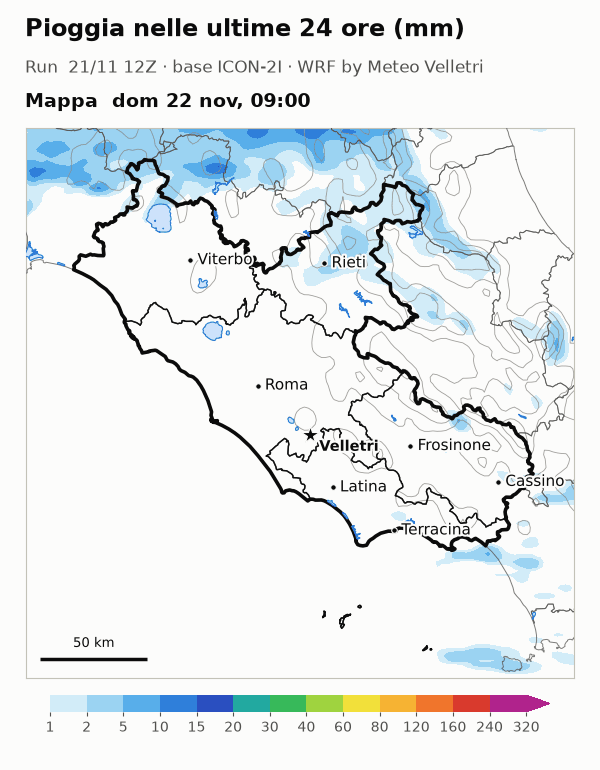 Pioggia nelle ultime 24 ore (mm)
Run  21/11 12Z · base ICON-2I · WRF by Meteo Velletri
Mappa  dom 22 nov, 09:00
Viterbo
Rieti
Roma
Velletri
Frosinone
Latina
Cassino
Terracina
50 km
1 2 5 10 15 20 30 40 60 80 120 160 240 320